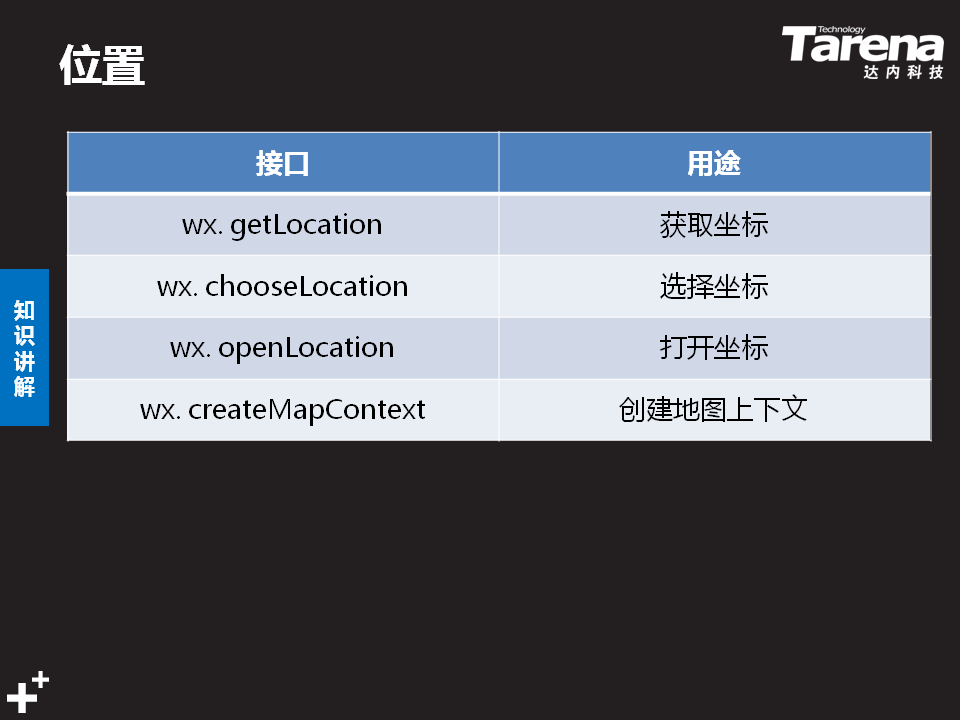 位置
Technology
Tarena
达内科技
接口 用途
wx. getLocation 获取坐标
wx. chooseLocation 选择坐标
wx. openLocation 打开坐标
wx. createMapContext 创建地图上下文
知识讲解